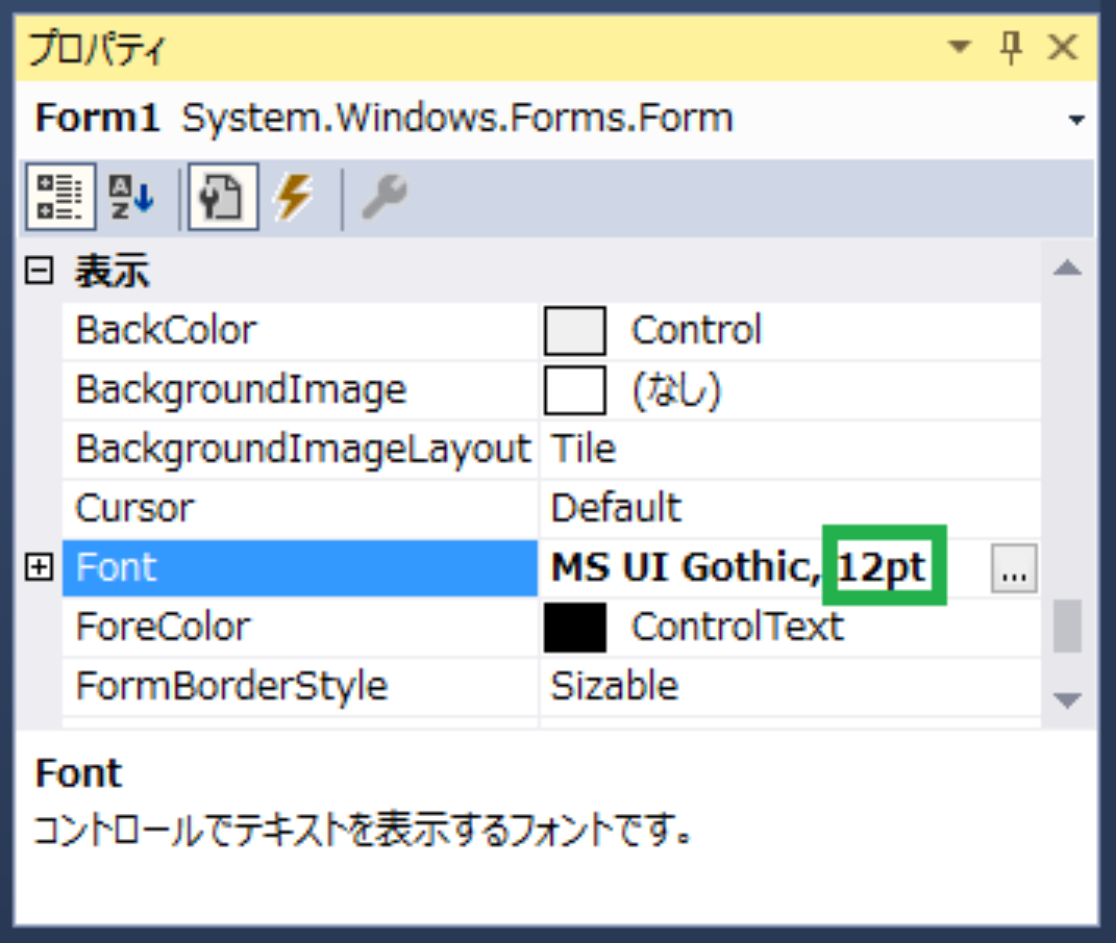 プロパティ
Form1 System.Windows.Forms.Form
表示
BackColor Control
BackgroundImage (なし)
BackgroundImageLayout Tile
Cursor Default
Font MS UI Gothic, 12pt ...
ForeColor ControlText
FormBorderStyle Sizable
Font
コントロールでテキストを表示するフォントです。